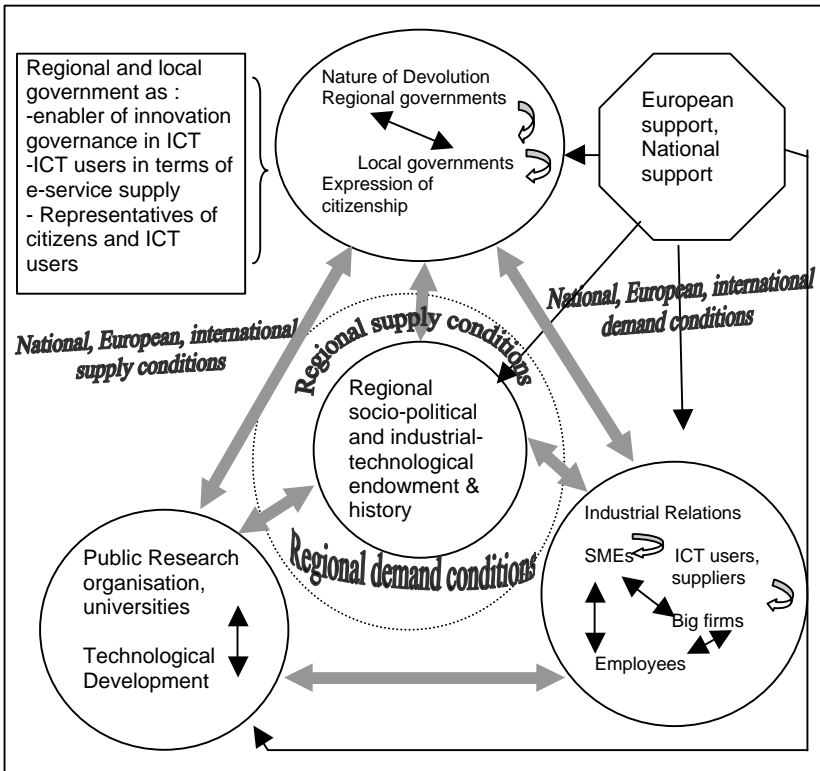 Regional and local
government as :
-enabler of innovation
governance in ICT
-ICT users in terms of
e-service supply
- Representatives of
citizens and ICT
users
Nature of Devolution
Regional governments
Local governments
Expression of
citizenship
European
support,
National
support
National, European, international
supply conditions
National, European, international
demand conditions
Regional supply conditions
Regional
socio-political
and industrial-
technological
endowment &
history
Regional demand conditions
Public Research
organisation,
universities
Technological
Development
Industrial Relations
SMEs
ICT users,
suppliers
Big firms
Employees